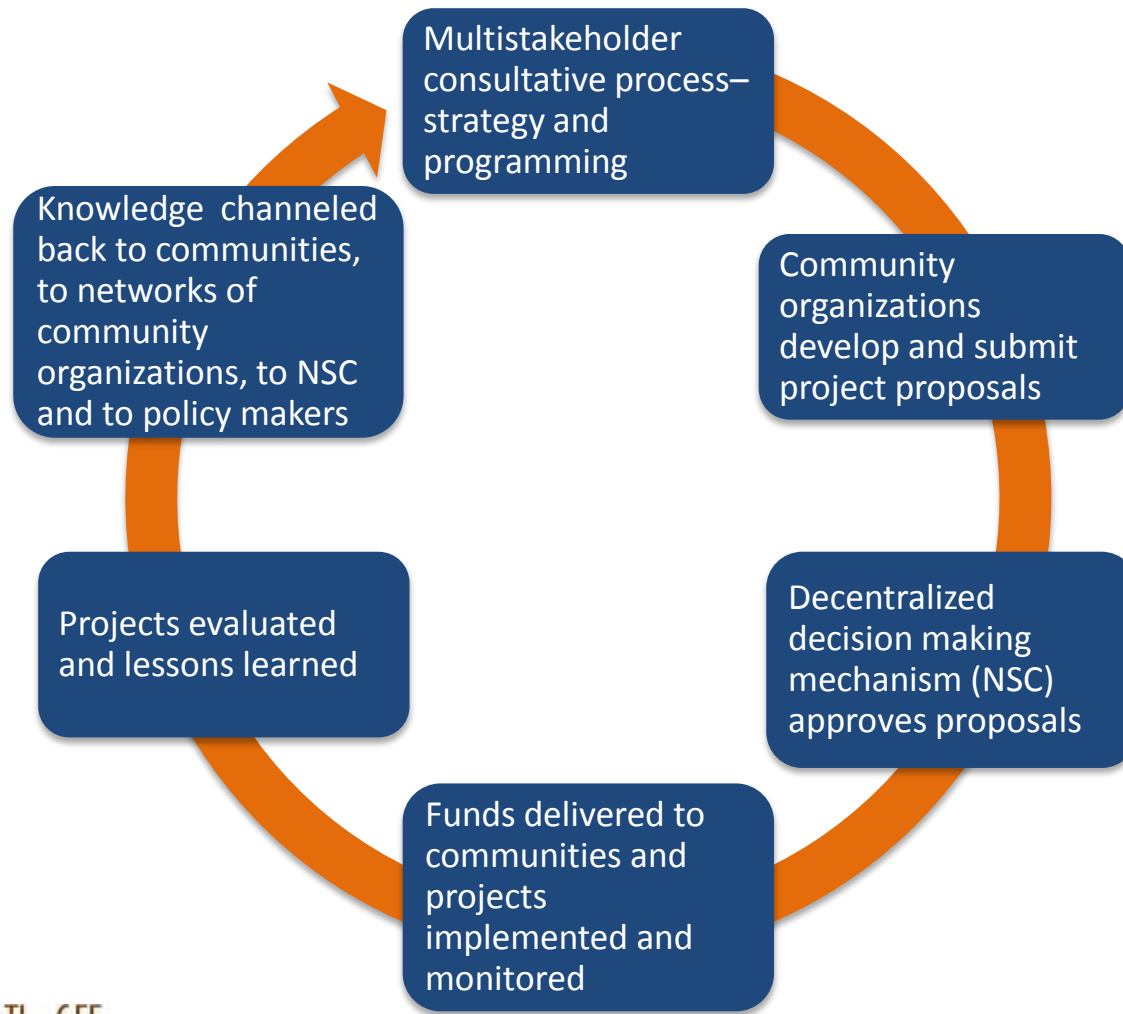 Multistakeholder
consultative process–
strategy and
programming
Community
organizations
develop and submit
project proposals
Decentralized
decision making
mechanism (NSC)
approves proposals
Funds delivered to
communities and
projects
implemented and
monitored
Projects evaluated
and lessons learned
Knowledge channeled
back to communities,
to networks of
community
organizations, to NSC
and to policy makers